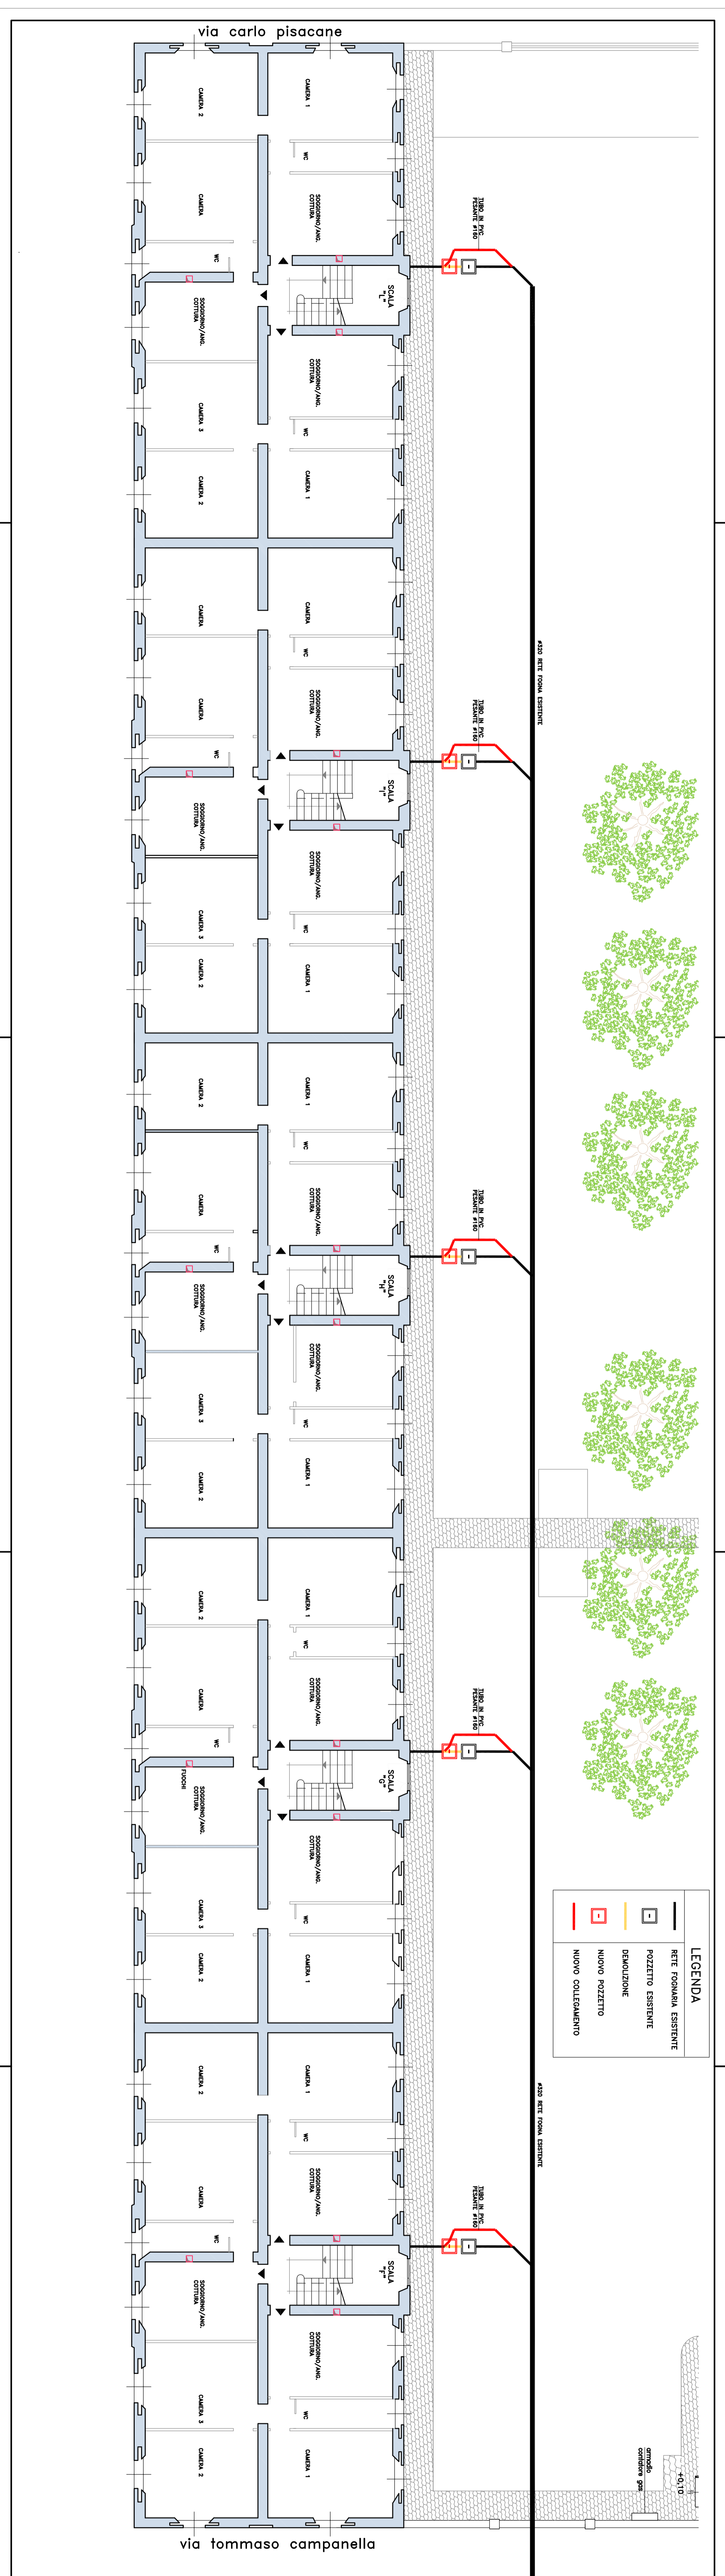 via carlo pisacane
CAMERA 2
CAMERA 1
WC
CAMERA
SOGGIORNO/ANG.
COTTURA
WC
TUBO IN PVC
PESANTE ø160
SCALA
"L"
SOGGIORNO/ANG.
COTTURA
SOGGIORNO/ANG.
COTTURA
CAMERA 3
WC
CAMERA 2
CAMERA 1
CAMERA
CAMERA
WC
ø320 RETE FOGNA ESISTENTE
CAMERA
SOGGIORNO/ANG.
COTTURA
WC
TUBO IN PVC
PESANTE ø160
SCALA
"I"
SOGGIORNO/ANG.
COTTURA
SOGGIORNO/ANG.
COTTURA
CAMERA 3
WC
CAMERA 2
CAMERA 1
CAMERA 2
CAMERA 1
WC
CAMERA
SOGGIORNO/ANG.
COTTURA
WC
TUBO IN PVC
PESANTE ø160
SCALA
"H"
SOGGIORNO/ANG.
COTTURA
SOGGIORNO/ANG.
COTTURA
CAMERA 3
WC
CAMERA 2
CAMERA 1
CAMERA 2
CAMERA 1
WC
CAMERA
SOGGIORNO/ANG.
COTTURA
WC
TUBO IN PVC
PESANTE ø160
SCALA
"G"
FUOCHI
SOGGIORNO/ANG.
COTTURA
SOGGIORNO/ANG.
COTTURA
CAMERA 3
WC
CAMERA 2
CAMERA 1
LEGENDA
RETE FOGNARIA ESISTENTE
POZZETTO ESISTENTE
DEMOLIZIONE
NUOVO POZZETTO
NUOVO COLLEGAMENTO
CAMERA 2
CAMERA 1
WC
ø320 RETE FOGNA ESISTENTE
CAMERA
SOGGIORNO/ANG.
COTTURA
WC
TUBO IN PVC
PESANTE ø160
SCALA
"F"
SOGGIORNO/ANG.
COTTURA
SOGGIORNO/ANG.
COTTURA
CAMERA 3
WC
CAMERA 2
CAMERA 1
armadio
contatore gas
+0,10
via tommaso campanella